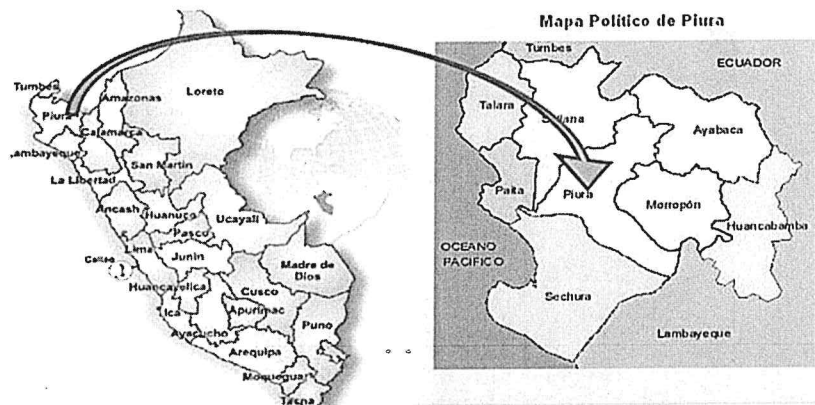 Mapa Político de Piura
Tumbes
Piura
Lambayeque
Amazonas
Cajamarca
Loreto
San Martin
La Libertad
Ancash
Huanuco
Ucayali
Pasco
Lima
Callao
Junin
Madre de
Dios
Huancavelica
Cusco
Ica
Apurimac
Ayacucho
Puno
Arequipa
Moquegua
Tacna
Tumbes
ECUADOR
Talara
Sullana
Ayabaca
Paita
Piura
Morropón
Huancabamba
OCEANO
PACIFICO
Sechura
Lambayeque